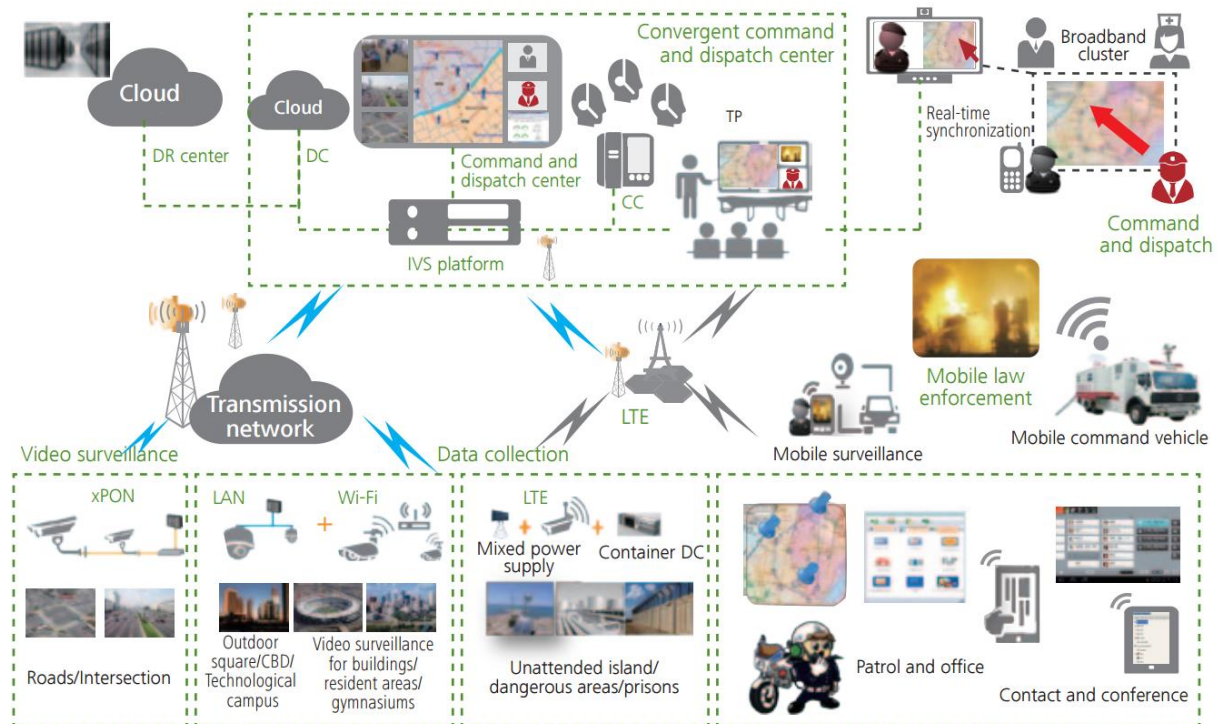 Convergent command
and dispatch center
Cloud
DR center
Cloud
DC
Command and
dispatch center
CC
TP
IVS platform
Broadband
cluster
Real-time
synchronization
Command
and dispatch
Transmission
network
LTE
Mobile law
enforcement
Mobile command vehicle
Mobile surveillance
Video surveillance
Data collection
xPON
Roads/Intersection
LAN
+
Wi-Fi
Outdoor
square/CBD/
Technological
campus
Video surveillance
for buildings/
resident areas/
gymnasiums
LTE
+
+
Mixed power
supply
Container DC
Unattended island/
dangerous areas/prisons
Patrol and office
Contact and conference